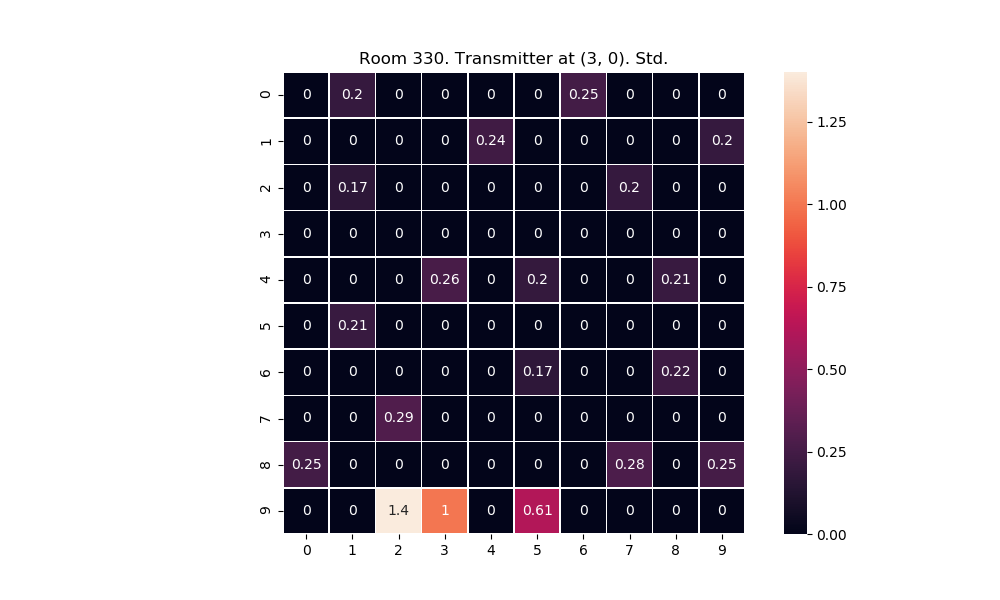 Room 330. Transmitter at (3, 0). Std.
0 0 0.2 0 0 0 0 0.25 0 0 0
1 0 0 0 0 0.24 0 0 0 0 0.2
2 0 0.17 0 0 0 0 0 0.2 0 0
3 0 0 0 0 0 0 0 0 0 0
4 0 0 0 0.26 0 0.2 0 0 0.21 0
5 0 0.21 0 0 0 0 0 0 0 0
6 0 0 0 0 0 0.17 0 0 0.22 0
7 0 0 0.29 0 0 0 0 0 0 0
8 0.25 0 0 0 0 0 0 0.28 0 0.25
9 0 0 1.4 1 0 0.61 0 0 0 0
0 1 2 3 4 5 6 7 8 9
1.25
1.00
0.75
0.50
0.25
0.00